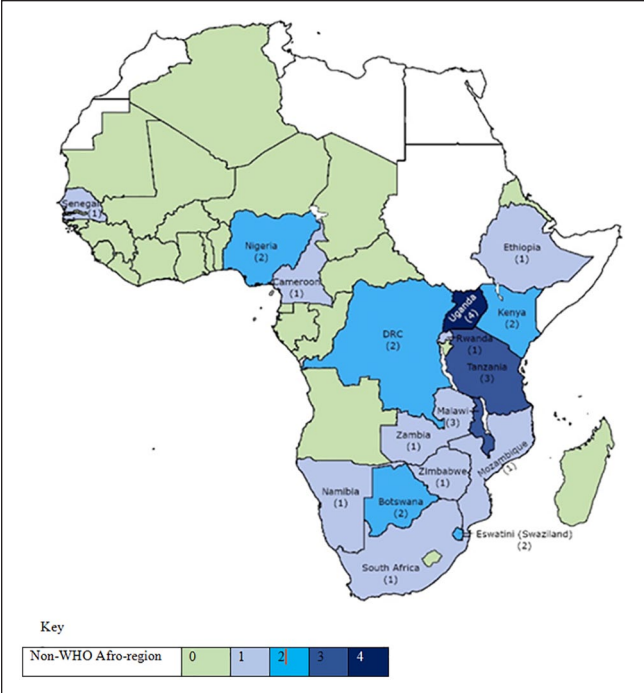 Senegal
(1)
Nigeria
(2)
Cameroon
(1)
Ethiopia
(1)
Uganda
(4)
Kenya
(2)
DRC
(2)
Rwanda
(1)
Tanzania
(3)
Malawi
(3)
Zambia
(1)
Mozambique
(1)
Zimbabwe
(1)
Namibia
(1)
Botswana
(2)
Eswatini (Swaziland)
(2)
South Africa
(1)
Key
Non-WHO Afro-region 0 1 2 3 4